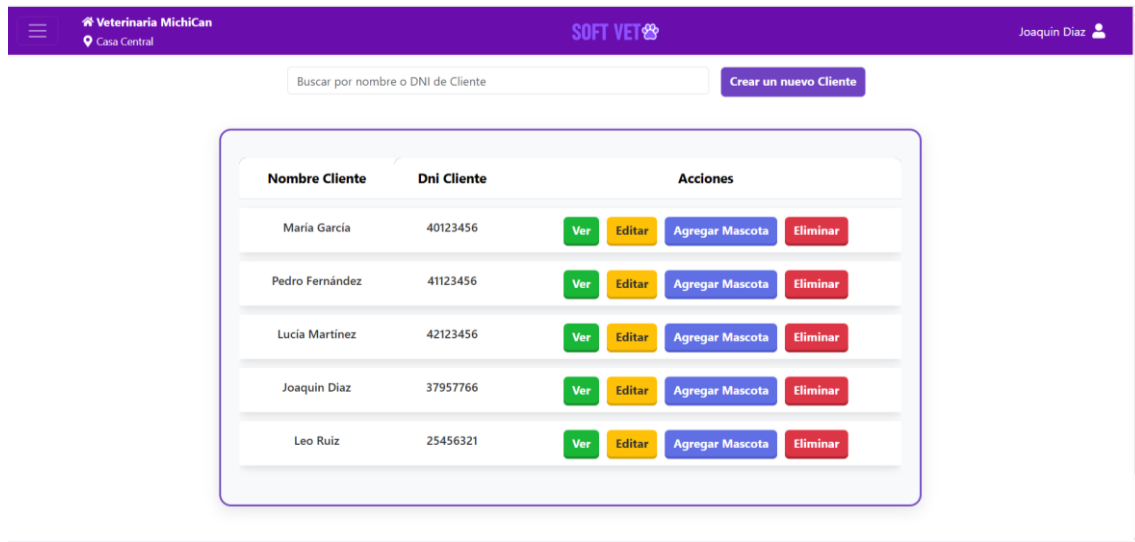 Veterinaria MichiCan
Casa Central
SOFT VET
Joaquin Diaz
Buscar por nombre o DNI de Cliente
Crear un nuevo Cliente
Nombre Cliente Dni Cliente Acciones
María García 40123456 Ver Editar Agregar Mascota Eliminar
Pedro Fernández 41123456 Ver Editar Agregar Mascota Eliminar
Lucía Martínez 42123456 Ver Editar Agregar Mascota Eliminar
Joaquin Diaz 37957766 Ver Editar Agregar Mascota Eliminar
Leo Ruiz 25456321 Ver Editar Agregar Mascota Eliminar